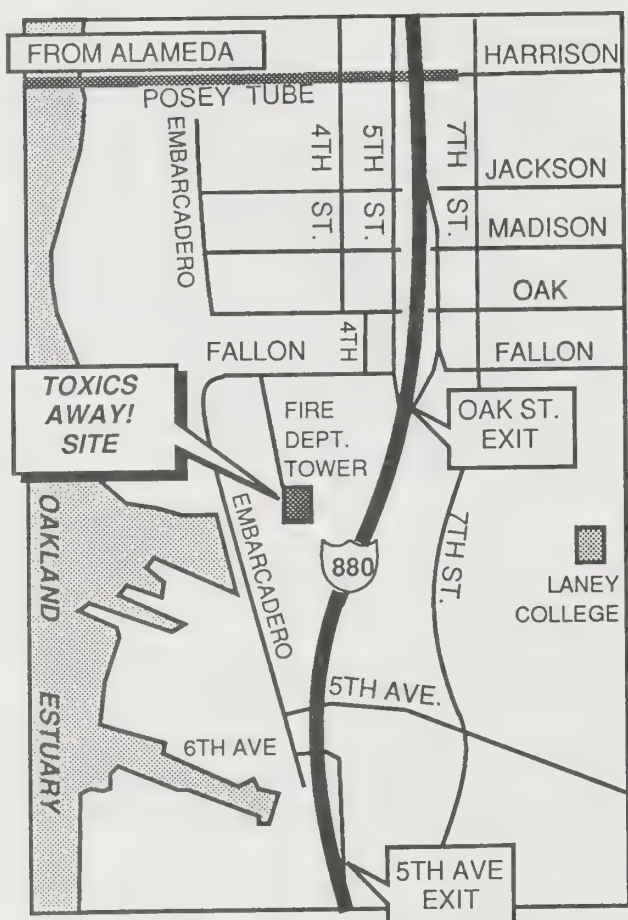 FROM ALAMEDA
HARRISON
POSEY TUBE
EMBARCADERO
4TH ST.
5TH ST.
7TH ST.
JACKSON
MADISON
OAK
FALLON
4TH
FALLON
TOXICS
AWAY!
SITE
FIRE
DEPT.
TOWER
OAK ST.
EXIT
EMBARCADERO
880
7TH ST.
LANEY
COLLEGE
OAKLAND ESTUARY
5TH AVE.
6TH AVE
5TH AVE
EXIT